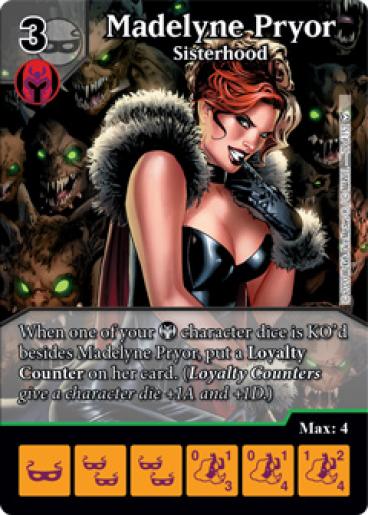 3
Madelyne Pryor
Sisterhood
When one of your character dice is KO'd
besides Madelyne Pryor, put a Loyalty
Counter on her card. (Loyalty Counters
give a character die +1A and +1D.)
Max: 4
0 1 3
0 1 4
1 2 4